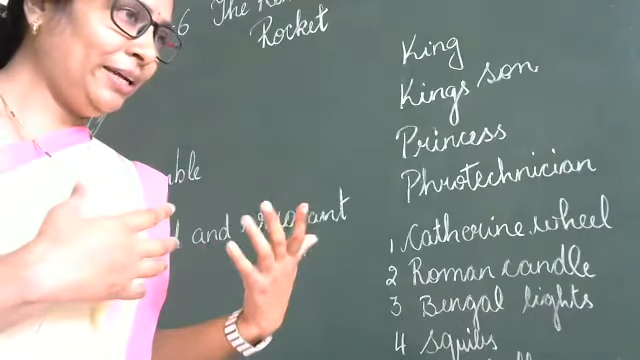 6 The
Rocket
King
Kings son
Princess
Phrotechnician
and
1 Catherine wheel
2 Roman candle
3 Bengal lights
4 squibs